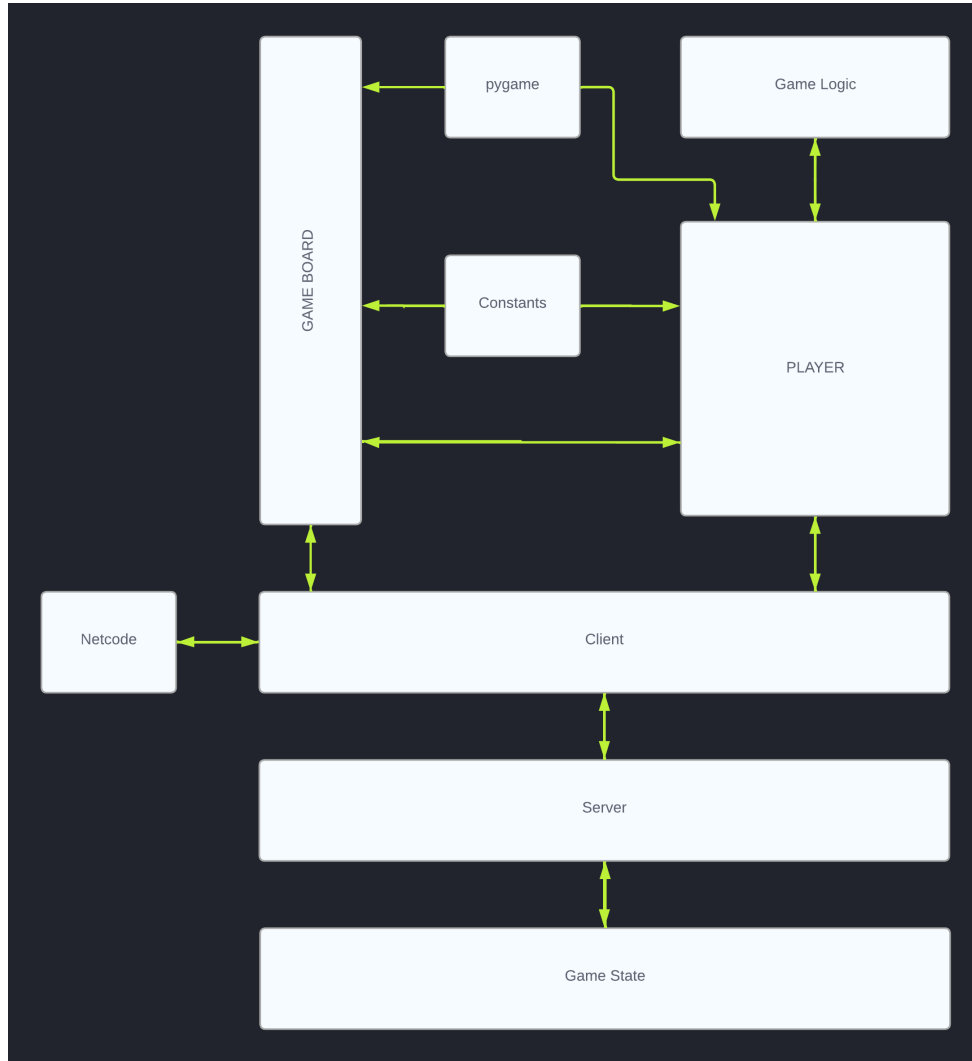 pygame
Game Logic
GAME BOARD
Constants
PLAYER
Netcode
Client
Server
Game State